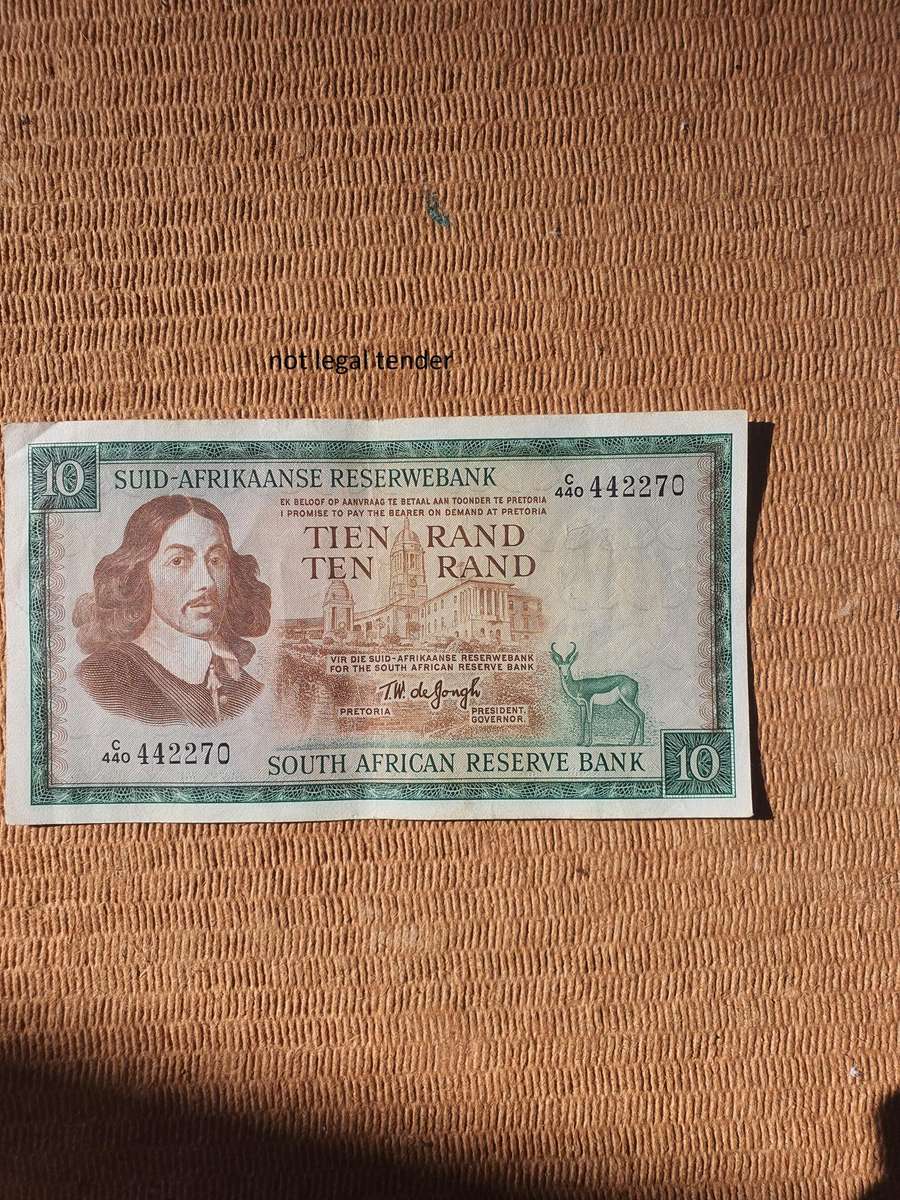 not legal tender
10
SUID-AFRIKAANSE RESERWEBANK
C/440 442270
EK BELOOF OP AANVRAAG TE BETAAL AAN TOONDER TE PRETORIA
I PROMISE TO PAY THE BEARER ON DEMAND AT PRETORIA
TIEN RAND
TEN RAND
VIR DIE SUID-AFRIKAANSE RESERWEBANK
FOR THE SOUTH AFRICAN RESERVE BANK
T.W. de Jongh
PRETORIA
PRESIDENT.
GOVERNOR.
C/440 442270
SOUTH AFRICAN RESERVE BANK
10